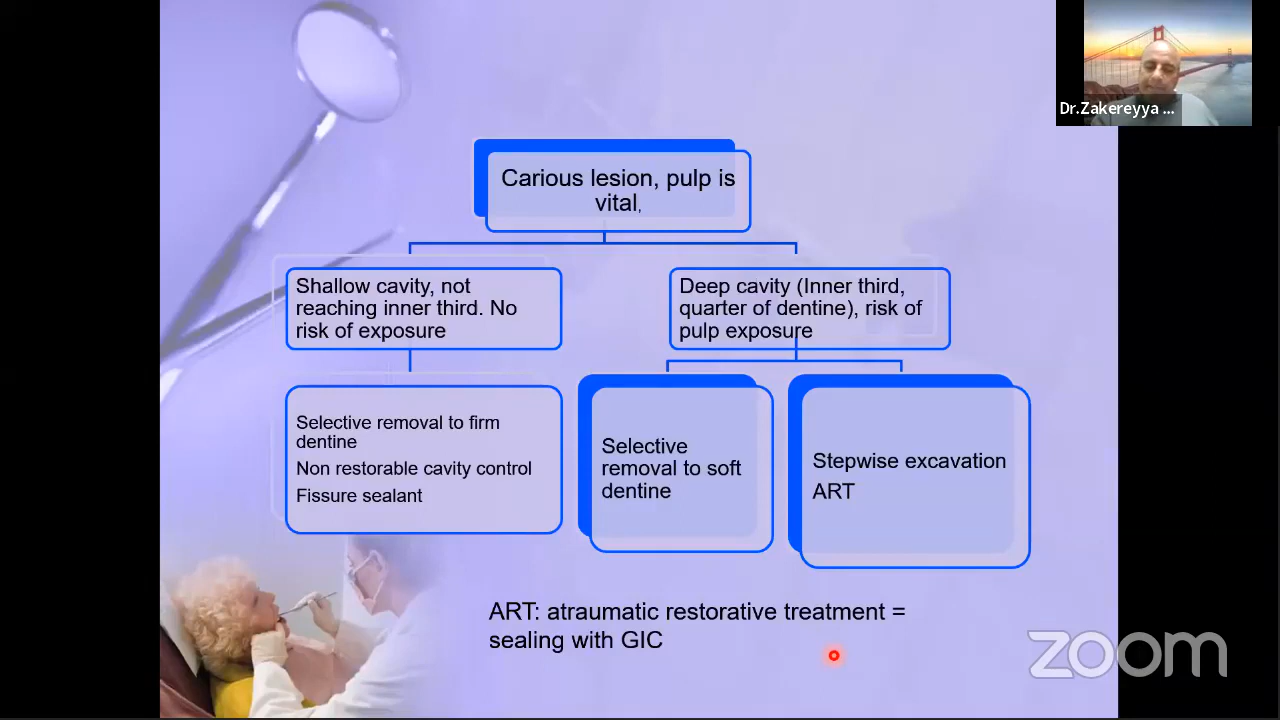 Dr.Zakereyya ...
Carious lesion, pulp is
vital,
Shallow cavity, not
reaching inner third. No
risk of exposure
Deep cavity (Inner third,
quarter of dentine), risk of
pulp exposure
Selective removal to firm
dentine
Non restorable cavity control
Fissure sealant
Selective
removal to soft
dentine
Stepwise excavation
ART
ART: atraumatic restorative treatment =
sealing with GIC
zoom